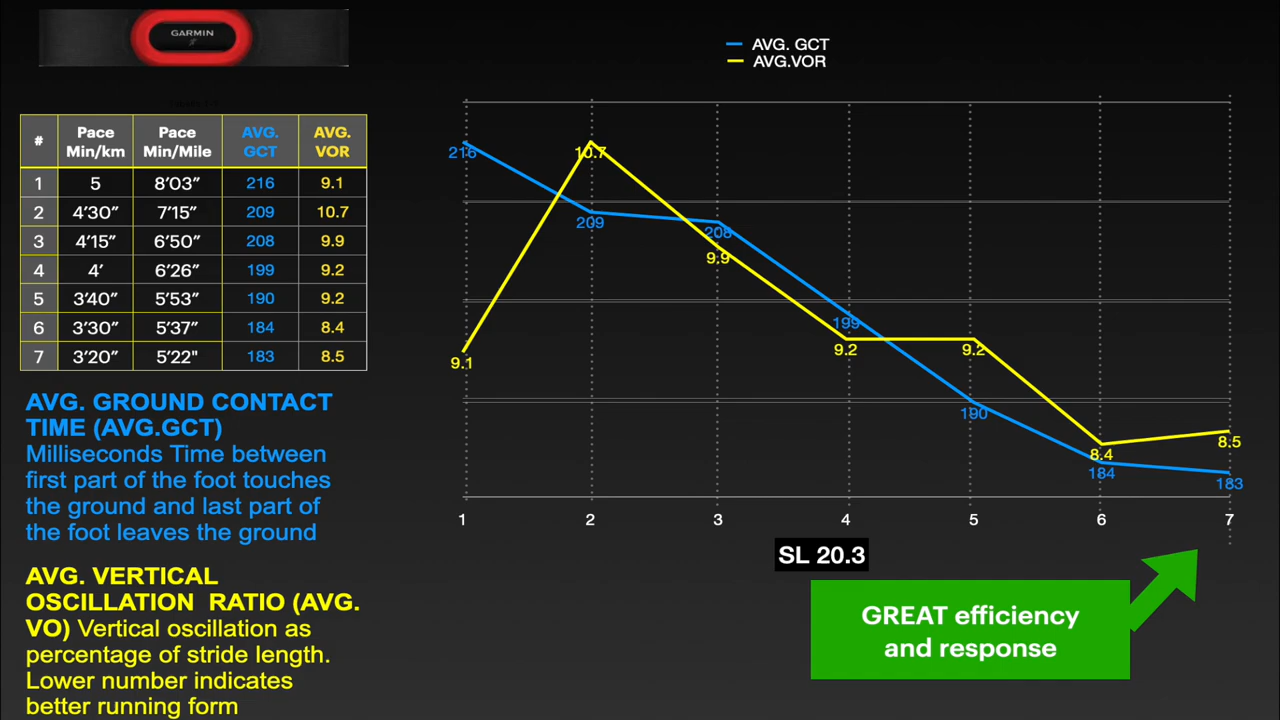 GARMIN
AVG. GCT
AVG.VOR
# Pace Min/km Pace Min/Mile AVG. GCT AVG. VOR
1 5 8’03” 216 9.1
2 4’30” 7’15” 209 10.7
3 4’15” 6’50” 208 9.9
4 4’ 6’26” 199 9.2
5 3’40” 5’53” 190 9.2
6 3’30” 5’37” 184 8.4
7 3’20” 5’22" 183 8.5
216
10.7
209
208
9.9
199
9.2
9.2
9.1
190
8.4
184
8.5
183
1 2 3 4 5 6 7
SL 20.3
GREAT efficiency
and response
AVG. GROUND CONTACT
TIME (AVG.GCT)
Milliseconds Time between
first part of the foot touches
the ground and last part of
the foot leaves the ground
AVG. VERTICAL
OSCILLATION RATIO (AVG.
VO) Vertical oscillation as
percentage of stride length.
Lower number indicates
better running form